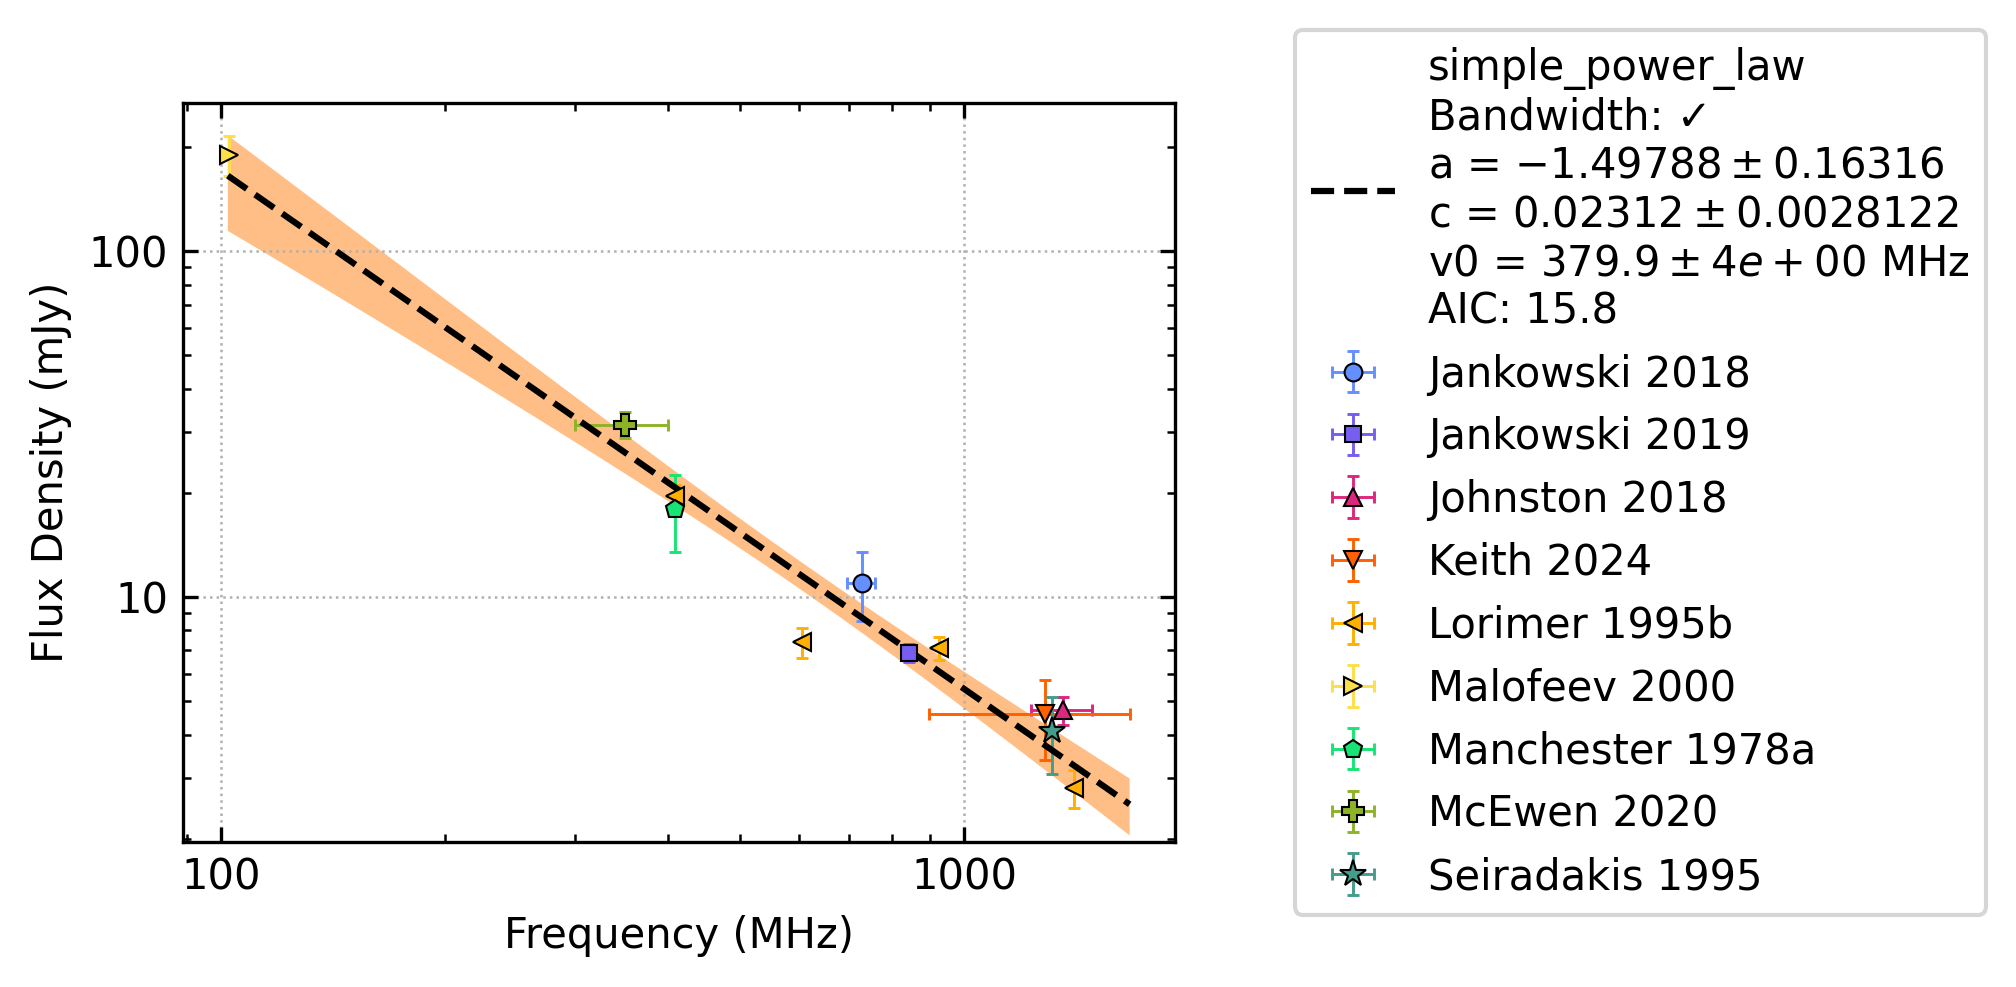 simple_power_law
Bandwidth: ✓
a = −1.49788 ± 0.16316
c = 0.02312 ± 0.0028122
v0 = 379.9 ± 4e + 00 MHz
AIC: 15.8
Jankowski 2018
Jankowski 2019
Johnston 2018
Keith 2024
Lorimer 1995b
Malofeev 2000
Manchester 1978a
McEwen 2020
Seiradakis 1995
Flux Density (mJy)
100
10
100
1000
Frequency (MHz)